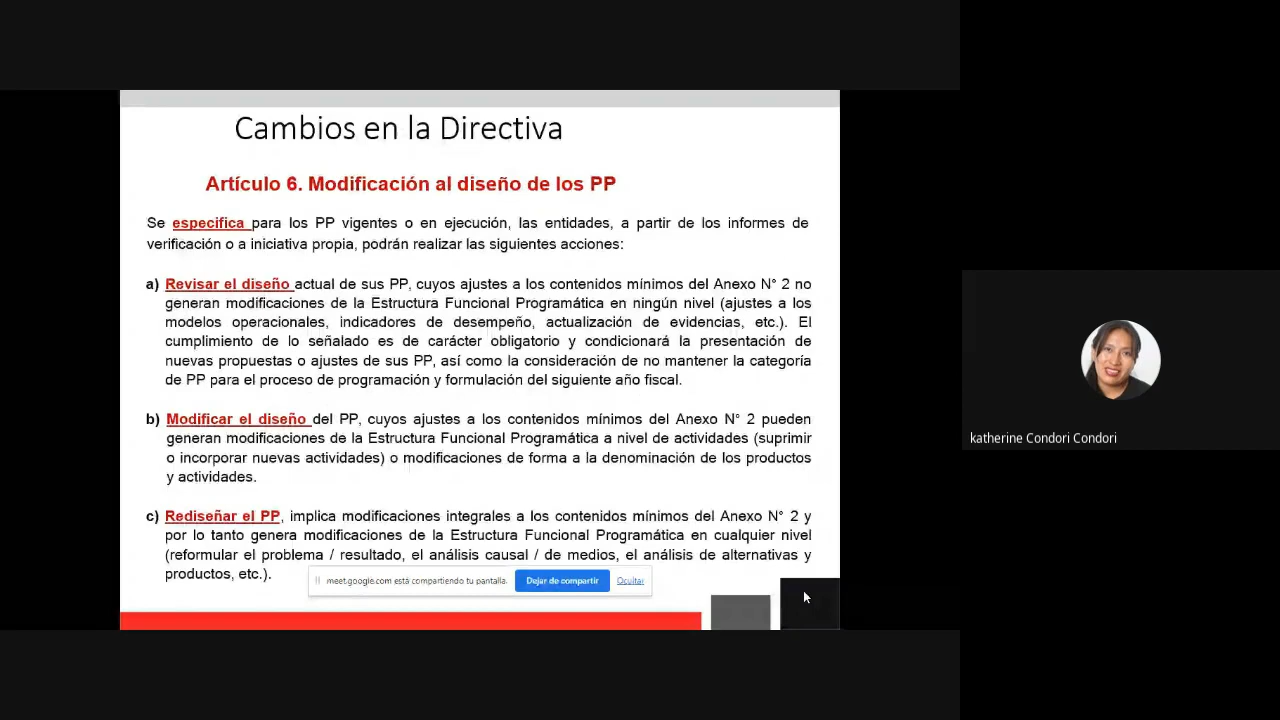 Cambios en la Directiva
Artículo 6. Modificación al diseño de los PP
Se especifica para los PP vigentes o en ejecución, las entidades, a partir de los informes de
verificación o a iniciativa propia, podrán realizar las siguientes acciones:
a) Revisar el diseño actual de sus PP, cuyos ajustes a los contenidos mínimos del Anexo N° 2 no
generan modificaciones de la Estructura Funcional Programática en ningún nivel (ajustes a los
modelos operacionales, indicadores de desempeño, actualización de evidencias, etc.). El
cumplimiento de lo señalado es de carácter obligatorio y condicionará la presentación de
nuevas propuestas o ajustes de sus PP, así como la consideración de no mantener la categoría
de PP para el proceso de programación y formulación del siguiente año fiscal.
b) Modificar el diseño del PP, cuyos ajustes a los contenidos mínimos del Anexo N° 2 pueden
generan modificaciones de la Estructura Funcional Programática a nivel de actividades (suprimir
o incorporar nuevas actividades) o modificaciones de forma a la denominación de los productos
y actividades.
c) Rediseñar el PP, implica modificaciones integrales a los contenidos mínimos del Anexo N° 2 y
por lo tanto genera modificaciones de la Estructura Funcional Programática en cualquier nivel
(reformular el problema / resultado, el análisis causal / de medios, el análisis de alternativas y
productos, etc.).
meet.google.com está compartiendo tu pantalla. Dejar de compartir Ocultar
katherine Condori Condori